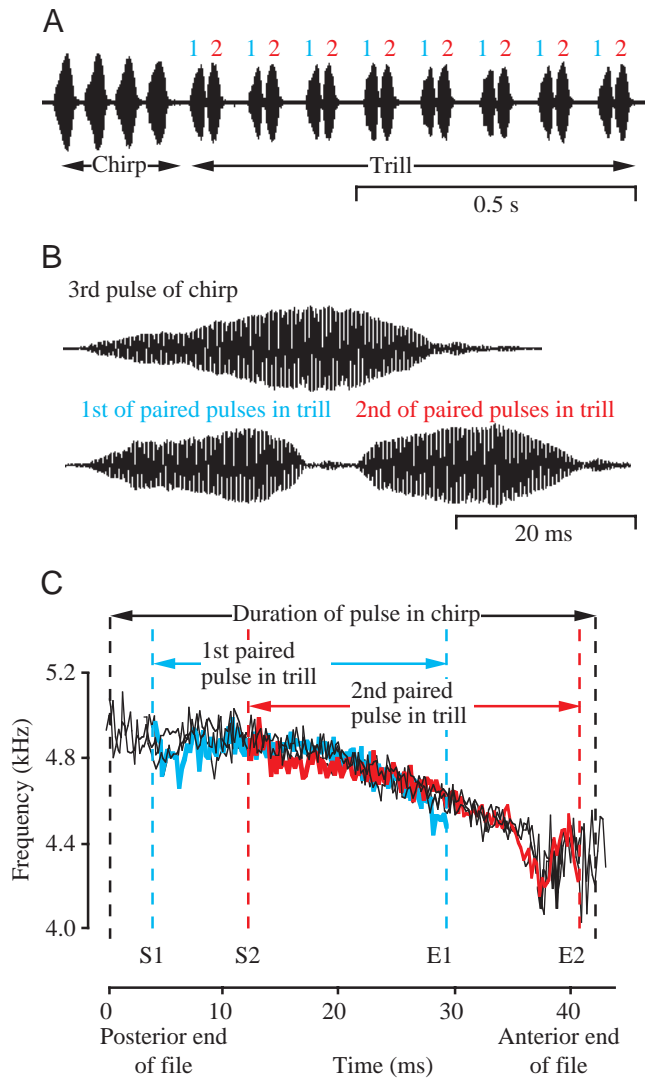 A
1 2 1 2 1 2 1 2 1 2 1 2 1 2 1 2
Chirp Trill
0.5 s
B
3rd pulse of chirp
1st of paired pulses in trill 2nd of paired pulses in trill
20 ms
C
Duration of pulse in chirp
1st paired
pulse in trill
2nd paired
pulse in trill
5.2
4.8
4.4
4.0
Frequency (kHz)
S1 S2 E1 E2
0 10 20 30 40
Posterior end
of file
Time (ms)
Anterior end
of file